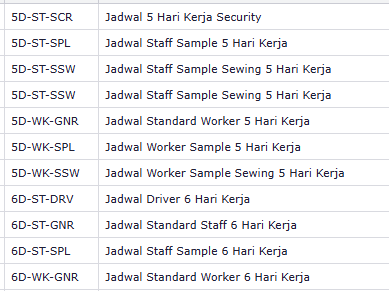 5D-ST-SCR Jadwal 5 Hari Kerja Security
5D-ST-SPL Jadwal Staff Sample 5 Hari Kerja
5D-ST-SSW Jadwal Staff Sample Sewing 5 Hari Kerja
5D-ST-SSW Jadwal Staff Sample Sewing 5 Hari Kerja
5D-WK-GNR Jadwal Standard Worker 5 Hari Kerja
5D-WK-SPL Jadwal Worker Sample 5 Hari Kerja
5D-WK-SSW Jadwal Worker Sample Sewing 5 Hari Kerja
6D-ST-DRV Jadwal Driver 6 Hari Kerja
6D-ST-GNR Jadwal Standard Staff 6 Hari Kerja
6D-ST-SPL Jadwal Staff Sample 6 Hari Kerja
6D-WK-GNR Jadwal Standard Worker 6 Hari Kerja